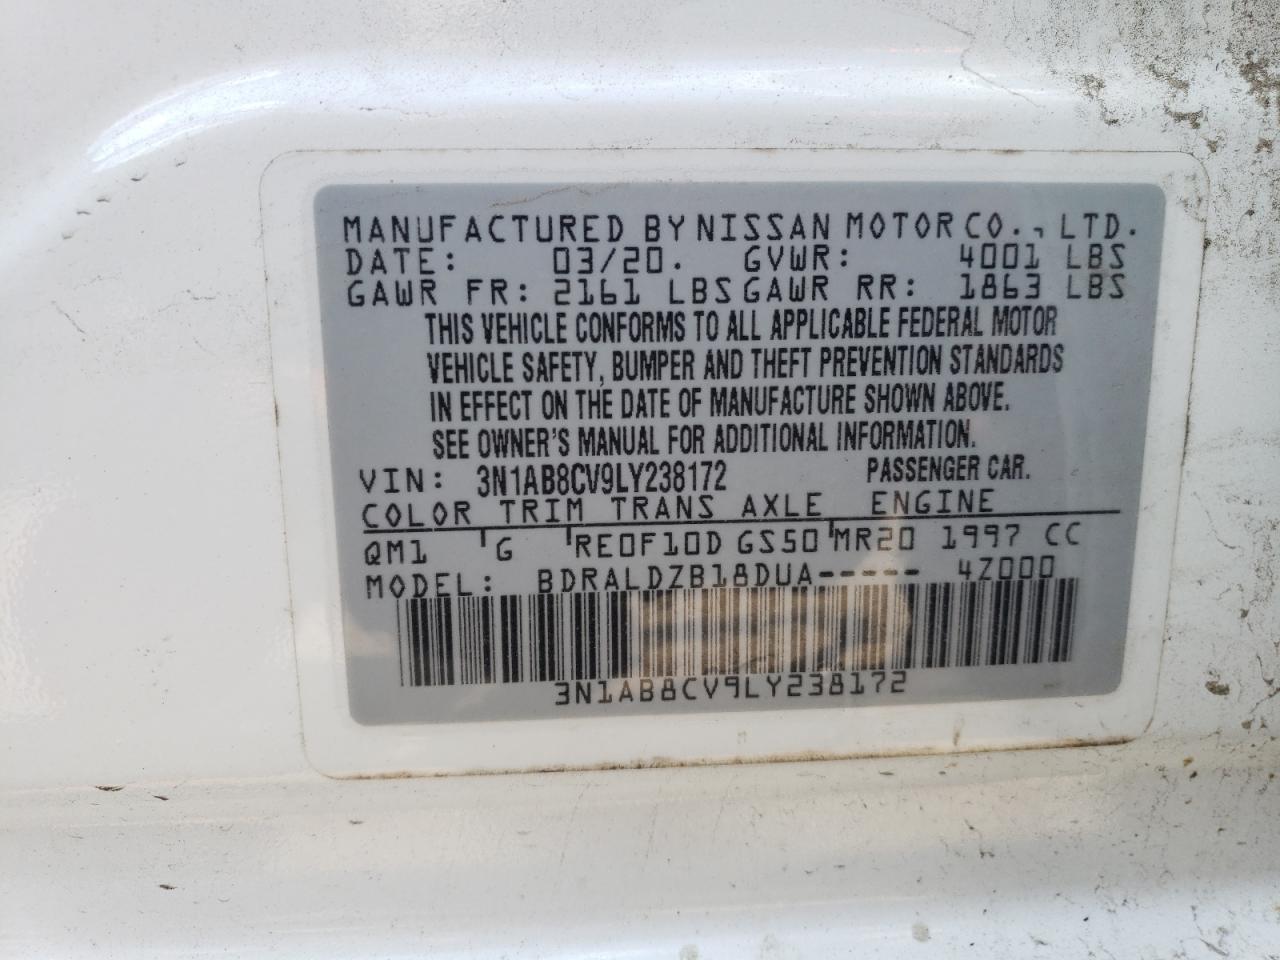 MANUFACTURED BY NISSAN MOTOR CO., LTD.
DATE: 03/20. GVWR: 4001 LBS
GAWR FR: 2161 LBS GAWR RR: 1863 LBS
THIS VEHICLE CONFORMS TO ALL APPLICABLE FEDERAL MOTOR
VEHICLE SAFETY, BUMPER AND THEFT PREVENTION STANDARDS
IN EFFECT ON THE DATE OF MANUFACTURE SHOWN ABOVE.
SEE OWNER'S MANUAL FOR ADDITIONAL INFORMATION.
VIN: 3N1AB8CV9LY238172 PASSENGER CAR.
COLOR TRIM TRANS AXLE ENGINE
QM1 G RE0F10D GS50 MR20 1997 CC
MODEL: BDRALDZB18DUA----- 4Z000
3N1AB8CV9LY238172